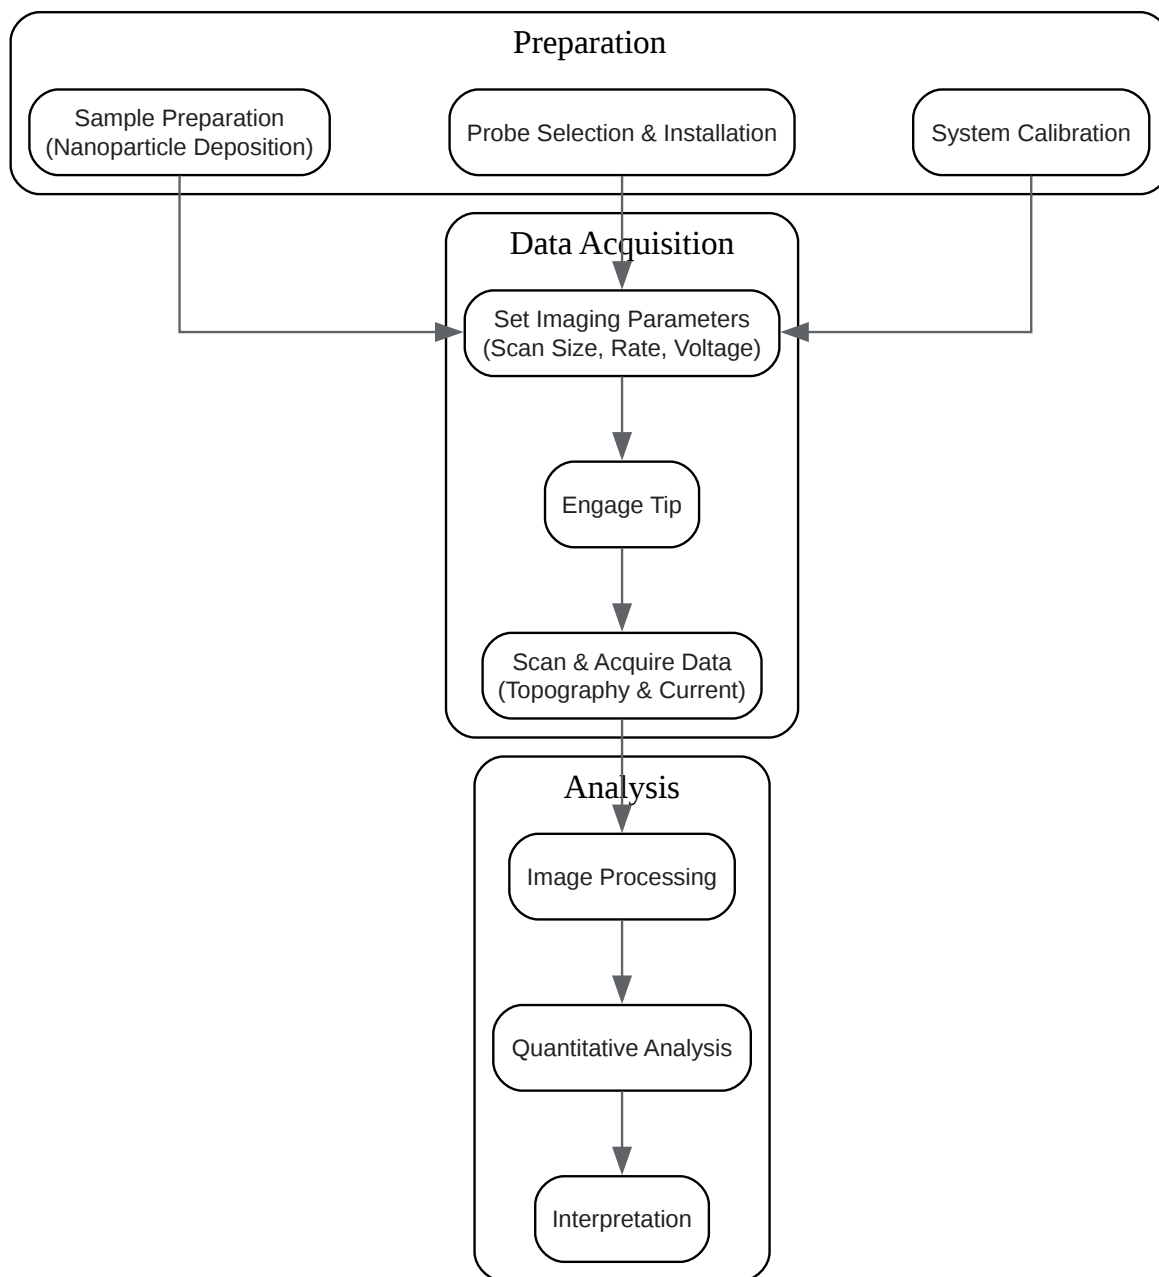 Preparation
Sample Preparation
(Nanoparticle Deposition)
Probe Selection & Installation
System Calibration
Data Acquisition
Set Imaging Parameters
(Scan Size, Rate, Voltage)
Engage Tip
Scan & Acquire Data
(Topography & Current)
Analysis
Image Processing
Quantitative Analysis
Interpretation